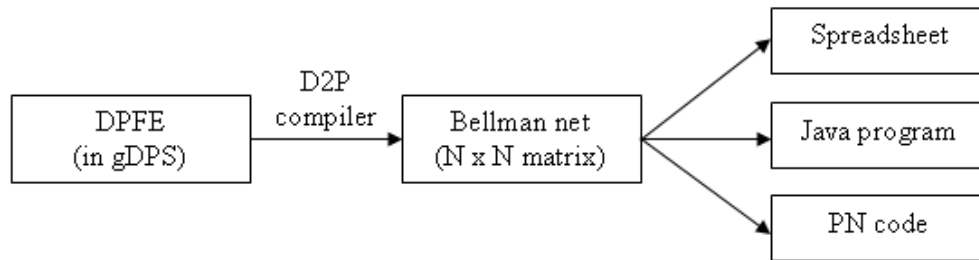 DPFE
(in gDPS)
D2P
compiler
Bellman net
(N x N matrix)
Spreadsheet
Java program
PN code